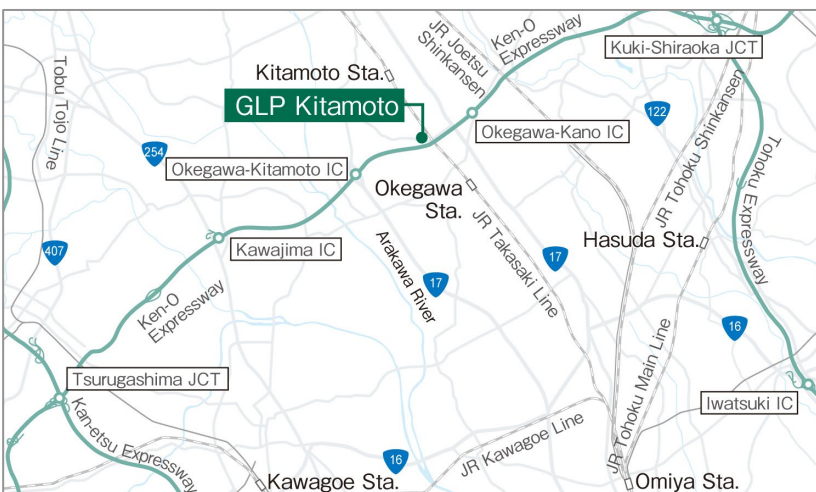 Ken-O
Expressway
JR Joetsu
Shinkansen
Kuki-Shiraoka JCT
Kitamoto Sta.
GLP Kitamoto
Tobu Tojo Line
Okegawa-Kano IC
122
254
Okegawa-Kitamoto IC
JR Tohoku Shinkansen
Tohoku Expressway
Okegawa
Sta.
JR Takasaki Line
Hasuda Sta.
Kawajima IC
407
Arakawa River
17
17
Ken-O
Expressway
16
JR Tohoku Main Line
Tsurugashima JCT
Iwatsuki IC
Kan-etsu Expressway
JR Kawagoe Line
16
Kawagoe Sta.
Omiya Sta.